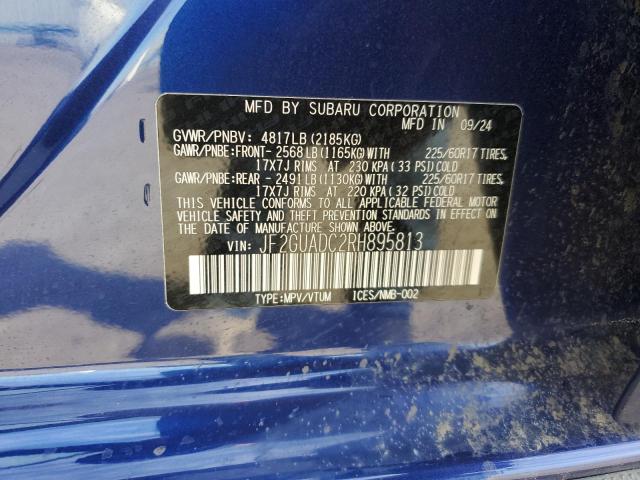 MFD BY SUBARU CORPORATION
MFD IN 09/24
GVWR/PNBV: 4817LB(2185KG)
GAWR/PNBE:FRONT-2568LB(1165KG)WITH 225/60R17 TIRES,
17X7J RIMS AT 230 KPA(33 PSI)COLD
GAWR/PNBE:REAR -2491LB(1130KG)WITH 225/60R17 TIRES,
17X7J RIMS AT 220 KPA(32 PSI)COLD
THIS VEHICLE CONFORMS TO ALL APPLICABLE FEDERAL MOTOR
VEHICLE SAFETY AND THEFT PREVENTION STANDARDS IN EFFECT ON
THE DATE OF MANUFACTURE SHOWN ABOVE.
VIN: JF2GUADC2RH895813
TYPE:MPV/VTUM ICES/NMB-002